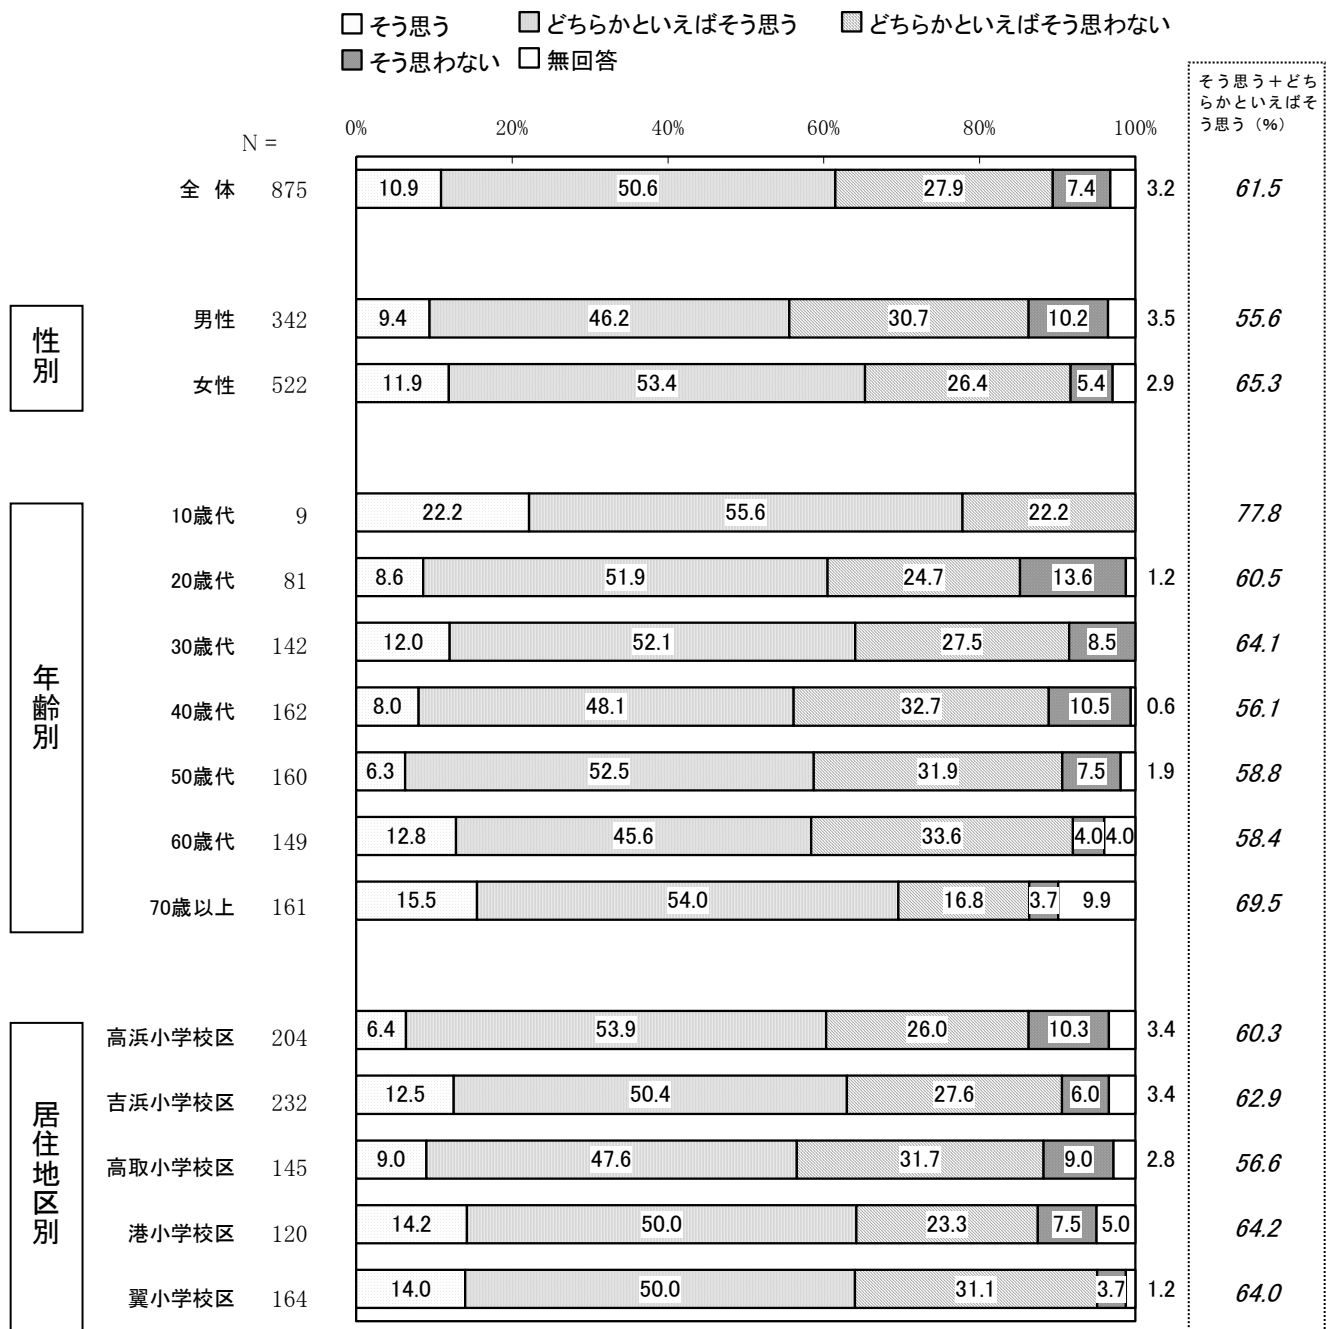 そう思う どちらかといえばそう思う どちらかといえばそう思わない
そう思わない 無回答
そう思う+どち
らかといえばそ
う思う(%)
N = 0% 20% 40% 60% 80% 100%
全 体 875 10.9 50.6 27.9 7.4 3.2 61.5
性別
男性 342 9.4 46.2 30.7 10.2 3.5 55.6
女性 522 11.9 53.4 26.4 5.4 2.9 65.3
年齢別
10歳代 9 22.2 55.6 22.2 77.8
20歳代 81 8.6 51.9 24.7 13.6 1.2 60.5
30歳代 142 12.0 52.1 27.5 8.5 64.1
40歳代 162 8.0 48.1 32.7 10.5 0.6 56.1
50歳代 160 6.3 52.5 31.9 7.5 1.9 58.8
60歳代 149 12.8 45.6 33.6 4.0 4.0 58.4
70歳以上 161 15.5 54.0 16.8 3.7 9.9 69.5
居住地区別
高浜小学校区 204 6.4 53.9 26.0 10.3 3.4 60.3
吉浜小学校区 232 12.5 50.4 27.6 6.0 3.4 62.9
高取小学校区 145 9.0 47.6 31.7 9.0 2.8 56.6
港小学校区 120 14.2 50.0 23.3 7.5 5.0 64.2
翼小学校区 164 14.0 50.0 31.1 3.7 1.2 64.0